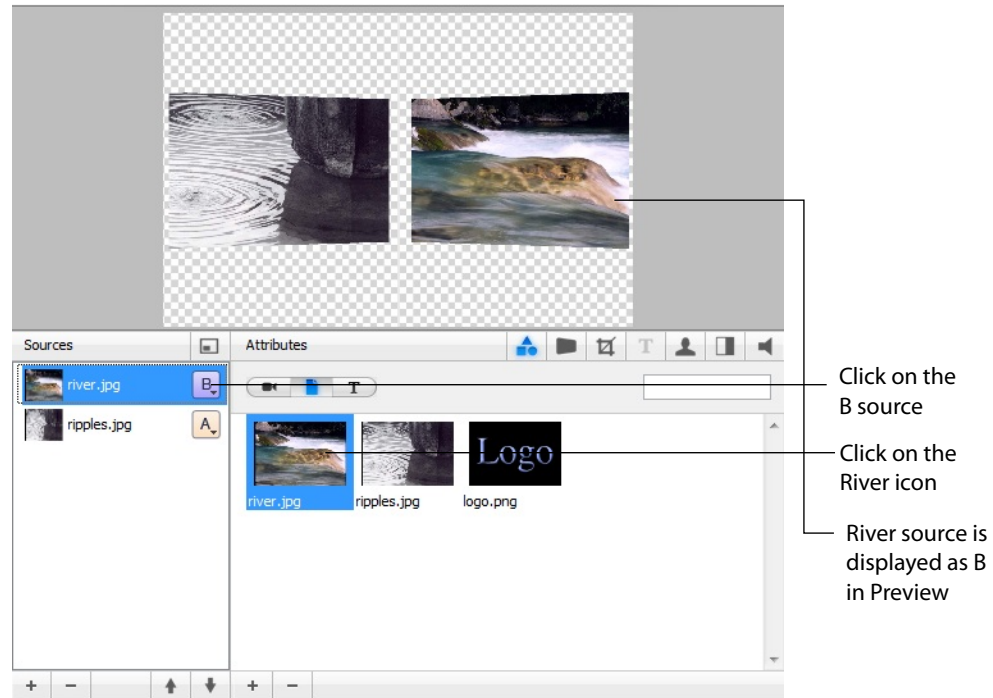 Sources
Attributes
T
river.jpg
B
T
Click on the
B source
ripples.jpg
A
Logo
Click on the
River icon
river.jpg
ripples.jpg
logo.png
River source is
displayed as B
in Preview
+ −
+ −